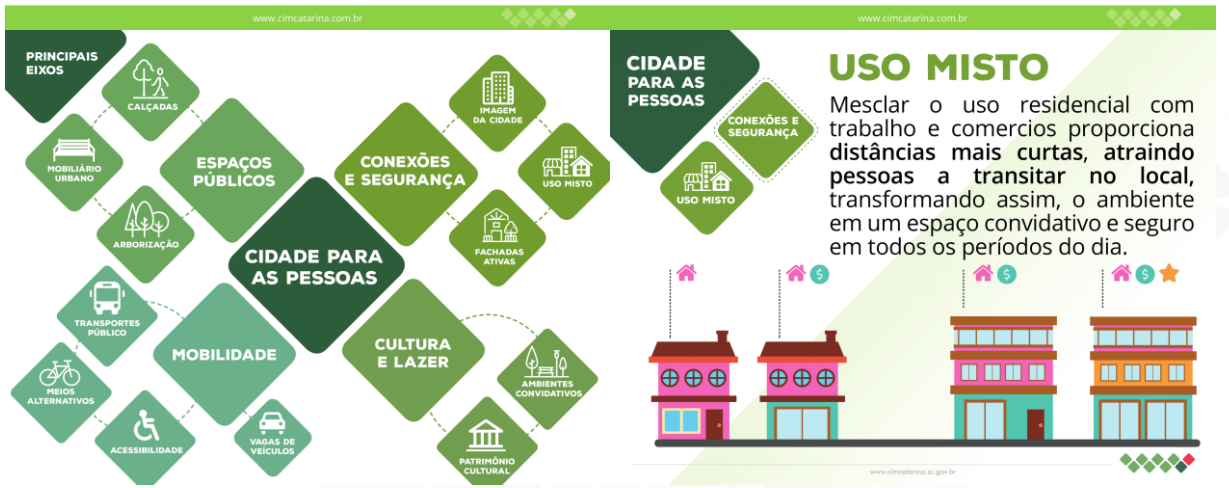 www.cimcatarina.com.br
PRINCIPAIS
EIXOS
CALÇADAS
MOBILIÁRIO
URBANO
ARBORIZAÇÃO
ESPAÇOS
PÚBLICOS
CONEXÕES
E SEGURANÇA
IMAGEM
DA CIDADE
USO MISTO
FACHADAS
ATIVAS
CIDADE PARA
AS PESSOAS
TRANSPORTES
PÚBLICO
MEIOS
ALTERNATIVOS
ACESSIBILIDADE
VAGAS DE
VEÍCULOS
MOBILIDADE
CULTURA
E LAZER
AMBIENTES
CONVIDATIVOS
PATRIMÔNIO
CULTURAL
www.cimcatarina.com.br
CIDADE
PARA AS
PESSOAS
CONEXÕES E
SEGURANÇA
USO MISTO
USO MISTO
Mesclar o uso residencial com
trabalho e comercios proporciona
distâncias mais curtas, atraindo
pessoas a transitar no local,
transformando assim, o ambiente
em um espaço convidativo e seguro
em todos os períodos do dia.
$
$
$
www.cimcatarina.sc.gov.br